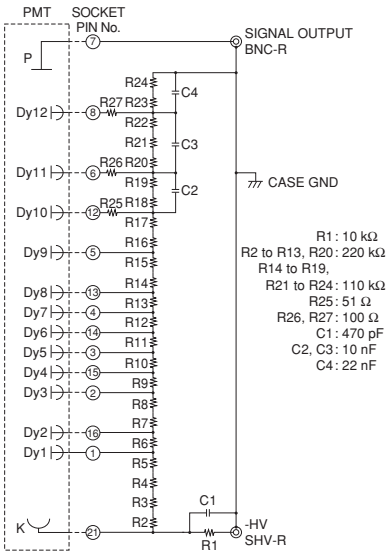 PMT SOCKET
PIN No.
SIGNAL OUTPUT
BNC-R
7
P
R24
C4
Dy12 8 R27 R23
R22
R21
C3
Dy11 6 R26 R20
R19
CASE GND
C2
Dy10 12 R25 R18
R17
R16
Dy9 5
R15
R14
Dy8 13
R13
Dy7 4
R12
Dy6 14
R11
Dy5 3
R10
Dy4 15
R9
Dy3 2
R8
R7
Dy2 16
R6
Dy1 1
R5
R4
R3
R2
K 21
C1
R1
-HV
SHV-R
R1 : 10 kΩ
R2 to R13, R20 : 220 kΩ
R14 to R19,
R21 to R24 : 110 kΩ
R25 : 51 Ω
R26, R27 : 100 Ω
C1 : 470 pF
C2, C3 : 10 nF
C4 : 22 nF